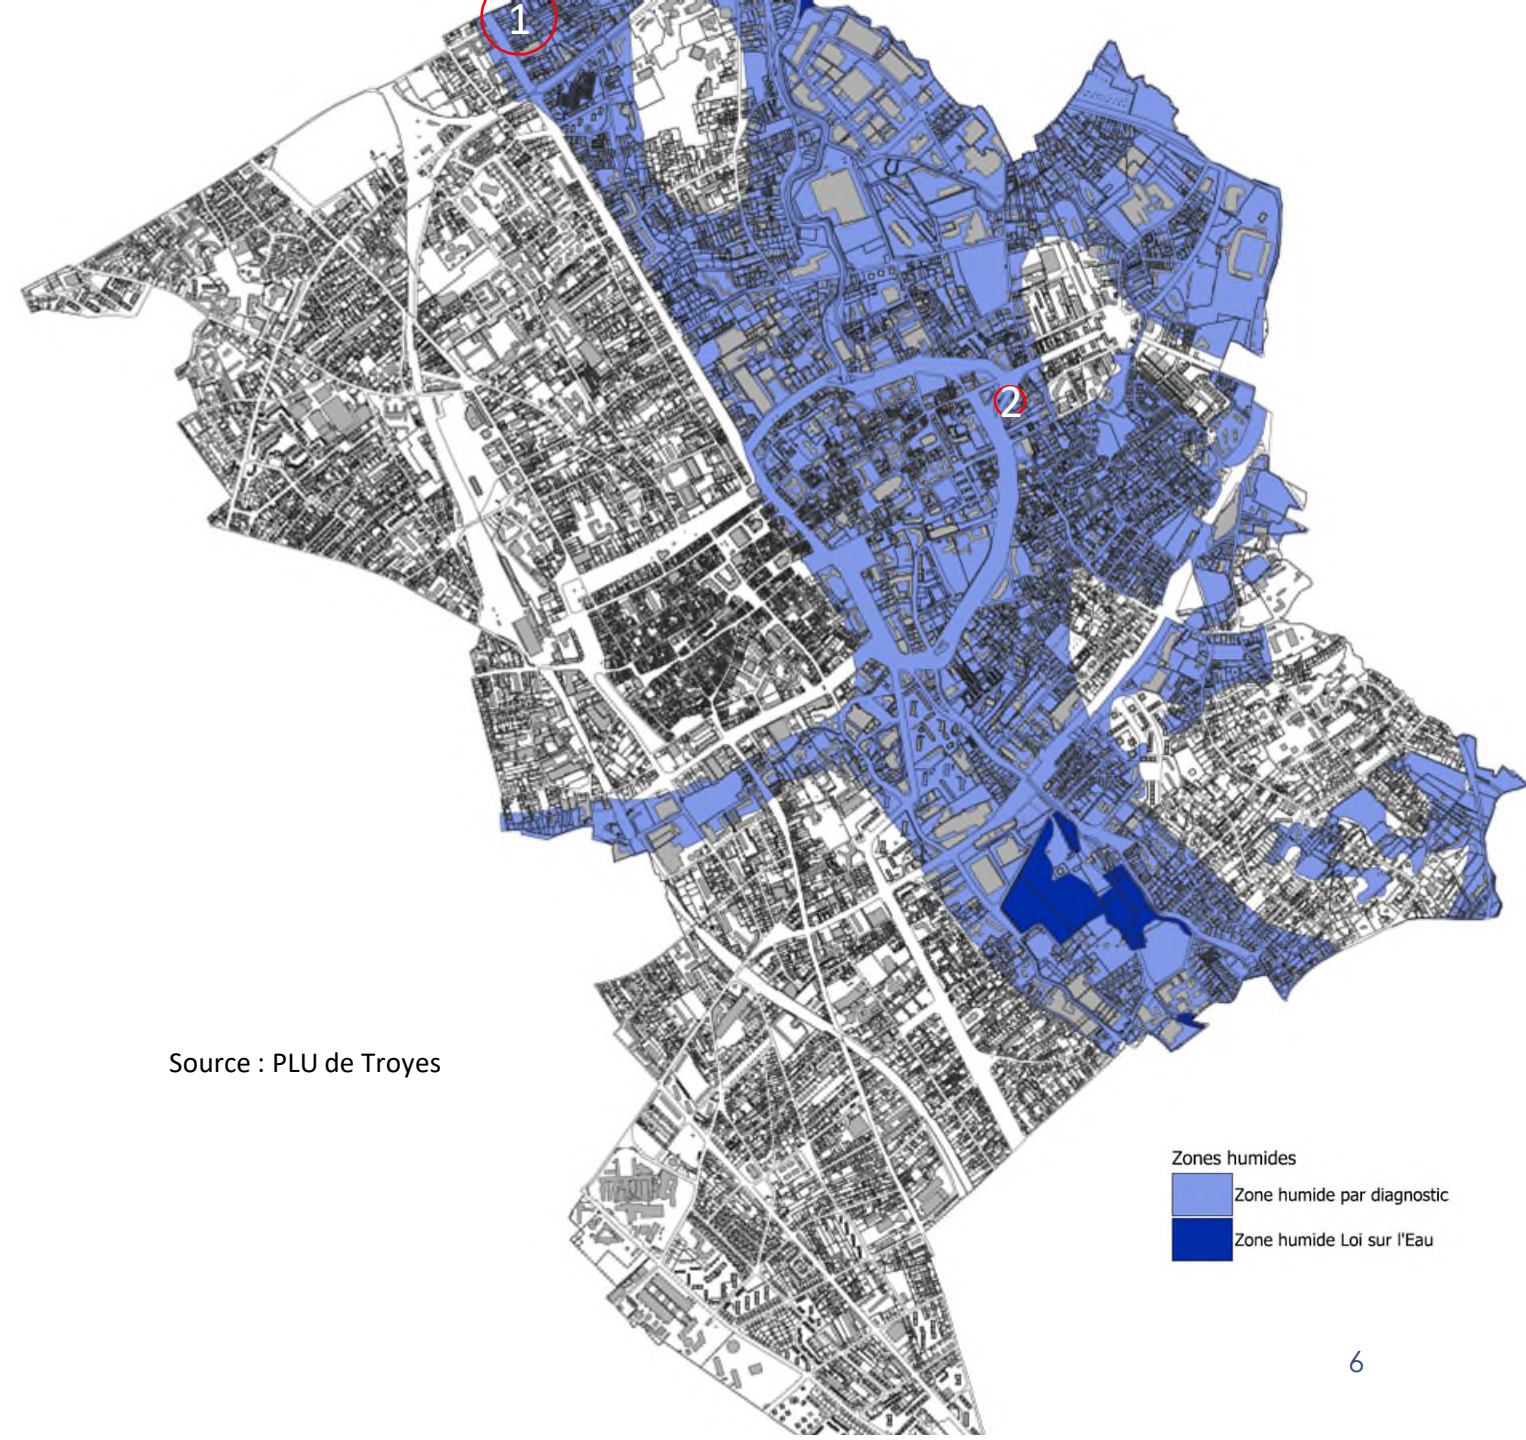 1
2
Source : PLU de Troyes
Zones humides
Zone humide par diagnostic
Zone humide Loi sur l'Eau
6